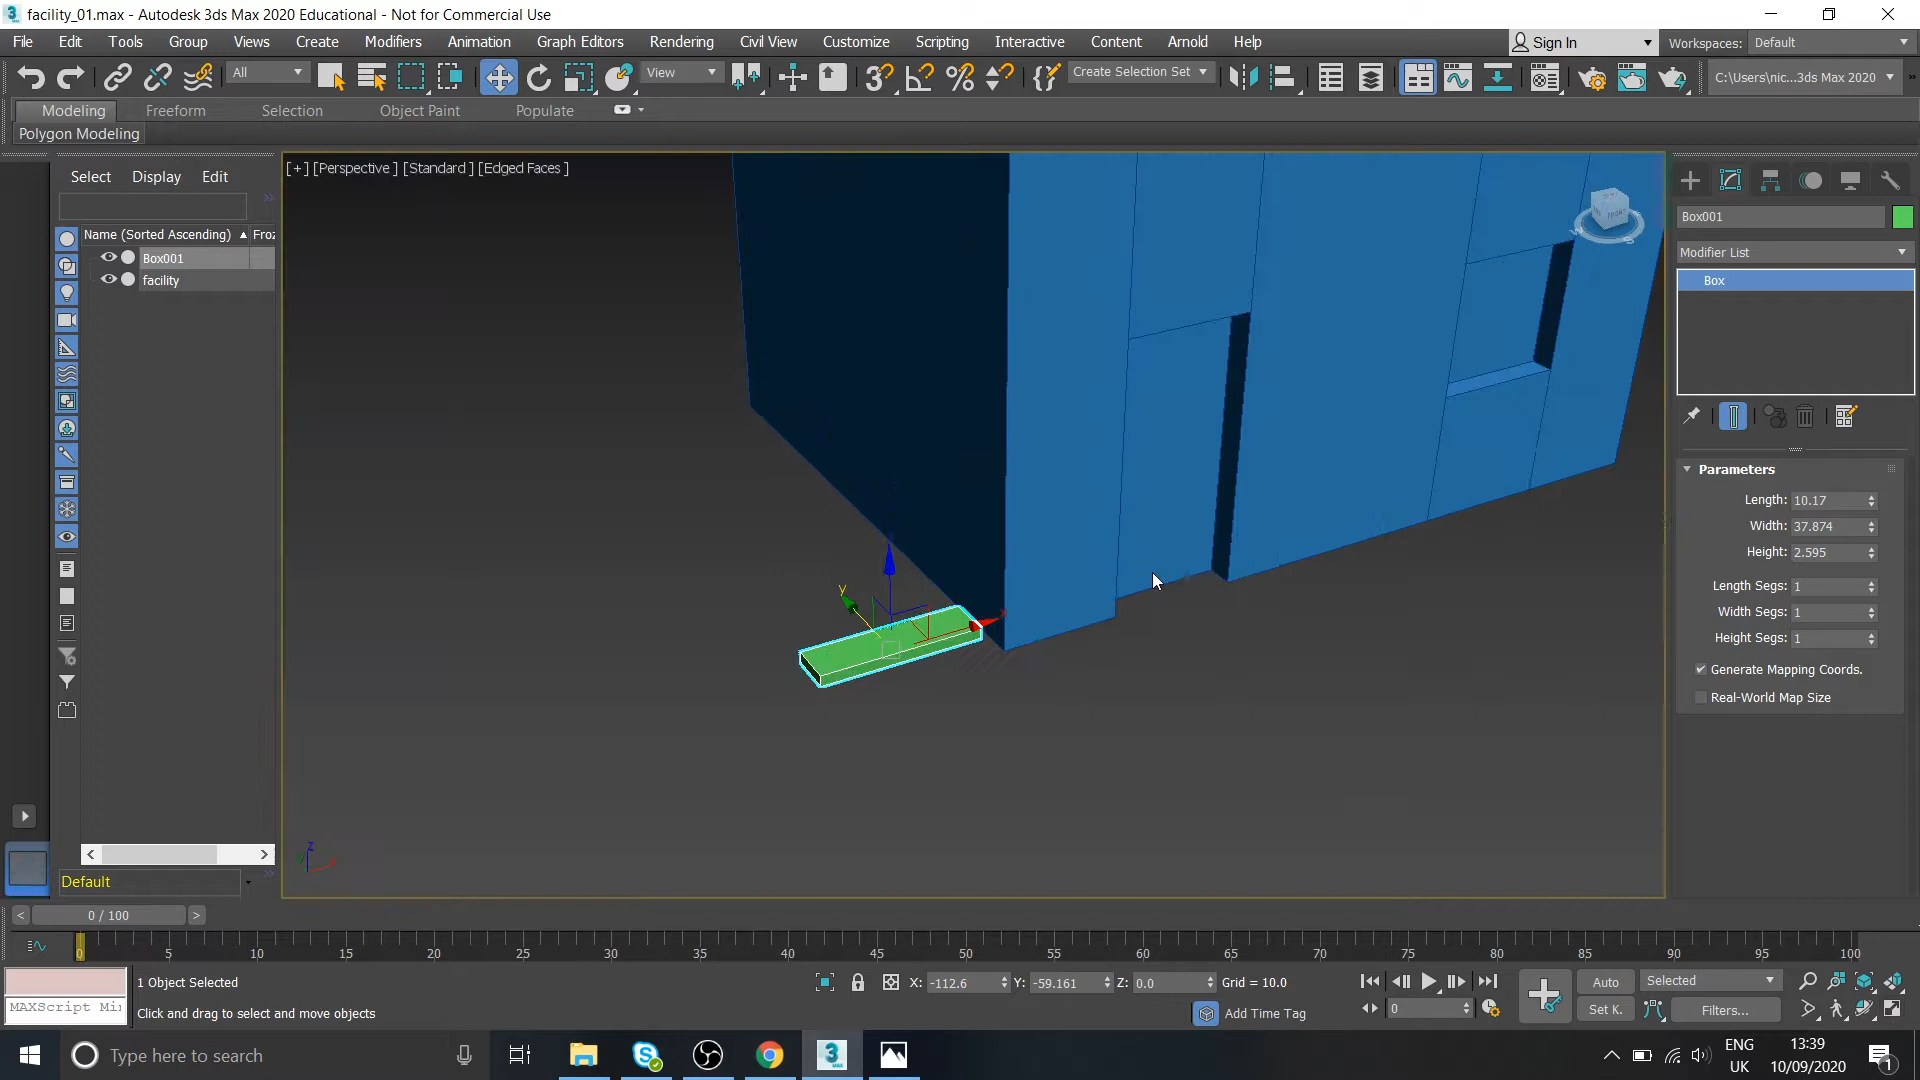 facility_01.max - Autodesk 3ds Max 2020 Educational - Not for Commercial Use
File Edit Tools Group Views Create Modifiers Animation Graph Editors Rendering Civil View Customize Scripting Interactive Content Arnold Help
Sign In
Workspaces: Default
All
View
Create Selection Set
C:\Users\nic...3ds Max 2020
Modeling Freeform Selection Object Paint Populate
Polygon Modeling
Select Display Edit
Name (Sorted Ascending) Froz
Box001
facility
Default
[+] [Perspective ] [Standard ] [Edged Faces ]
FRONT
W
S
x
y
z
Box001
Modifier List
Box
Parameters
Length: 10.17
Width: 37.874
Height: 2.595
Length Segs: 1
Width Segs: 1
Height Segs: 1
Generate Mapping Coords.
Real-World Map Size
0 / 100
0 5 10 15 20 25 30 35 40 45 50 55 60 65 70 75 80 85 90 95 100
1 Object Selected
Click and drag to select and move objects
MAXScript Mi
X: -112.6 Y: -59.161 Z: 0.0 Grid = 10.0
Add Time Tag
0
Auto Selected
Set K. Filters...
Type here to search
ENG
UK
13:39
10/09/2020
1